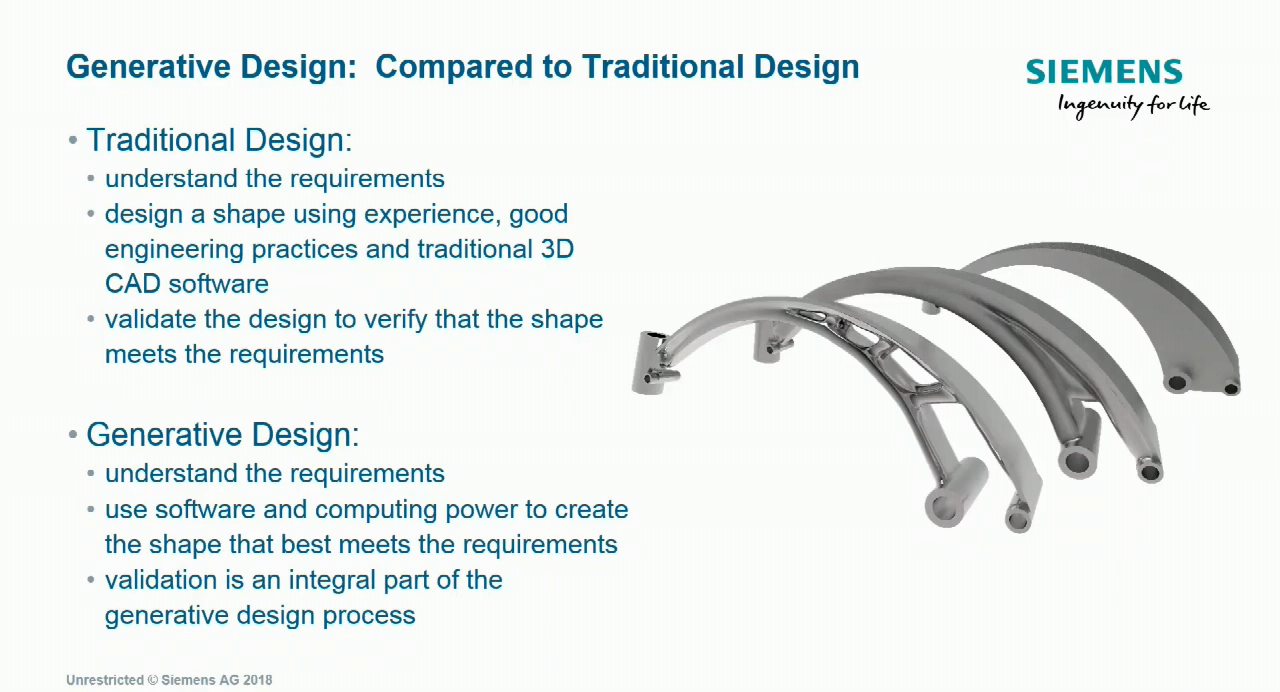 Generative Design:  Compared to Traditional Design
SIEMENS
Ingenuity for life
• Traditional Design:
• understand the requirements
• design a shape using experience, good
engineering practices and traditional 3D
CAD software
• validate the design to verify that the shape
meets the requirements
• Generative Design:
• understand the requirements
• use software and computing power to create
the shape that best meets the requirements
• validation is an integral part of the
generative design process
Unrestricted © Siemens AG 2018